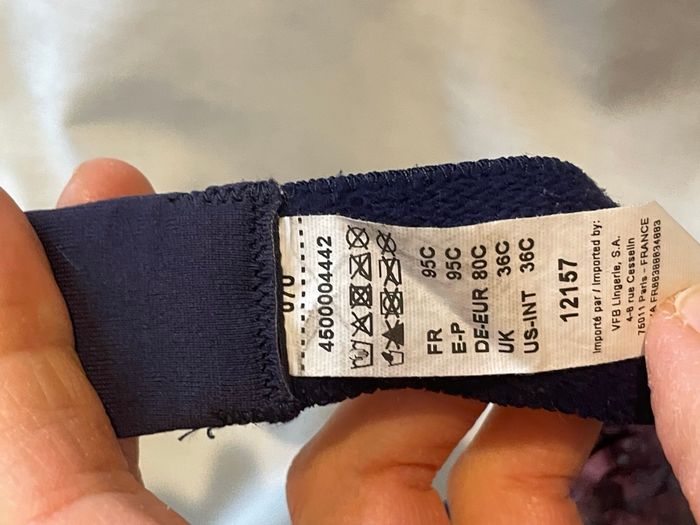 070
4500004442
FR 95C
E-P 95C
DE-EUR 80C
UK 36C
US-INT 36C
12157
Importé par / Imported by:
VFB Lingerie, S.A.
4-8 rue Cesselin
75011 Paris - FRANCE